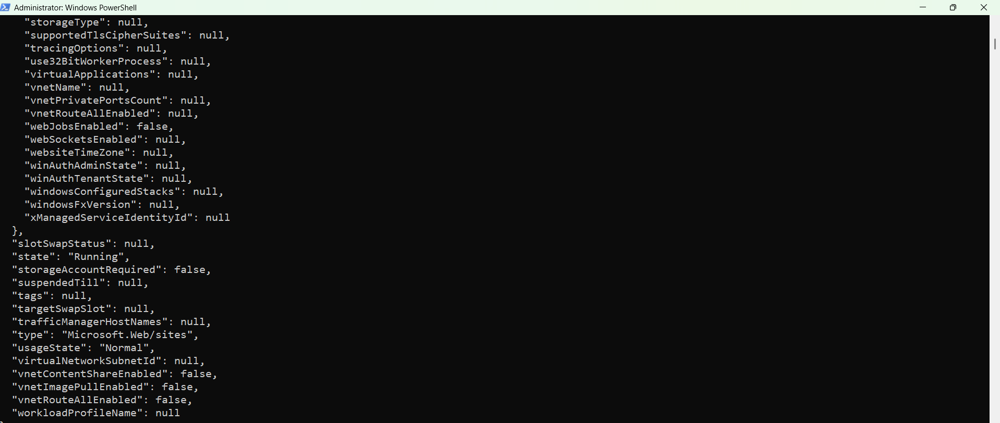 Administrator: Windows PowerShell
"storageType": null,
"supportedTlsCipherSuites": null,
"tracingOptions": null,
"use32BitWorkerProcess": null,
"virtualApplications": null,
"vnetName": null,
"vnetPrivatePortsCount": null,
"vnetRouteAllEnabled": null,
"webJobsEnabled": false,
"webSocketsEnabled": null,
"websiteTimeZone": null,
"winAuthAdminState": null,
"winAuthTenantState": null,
"windowsConfiguredStacks": null,
"windowsFxVersion": null,
"xManagedServiceIdentityId": null
},
"slotSwapStatus": null,
"state": "Running",
"storageAccountRequired": false,
"suspendedTill": null,
"tags": null,
"targetSwapSlot": null,
"trafficManagerHostNames": null,
"type": "Microsoft.Web/sites",
"usageState": "Normal",
"virtualNetworkSubnetId": null,
"vnetContentShareEnabled": false,
"vnetImagePullEnabled": false,
"vnetRouteAllEnabled": false,
"workloadProfileName": null